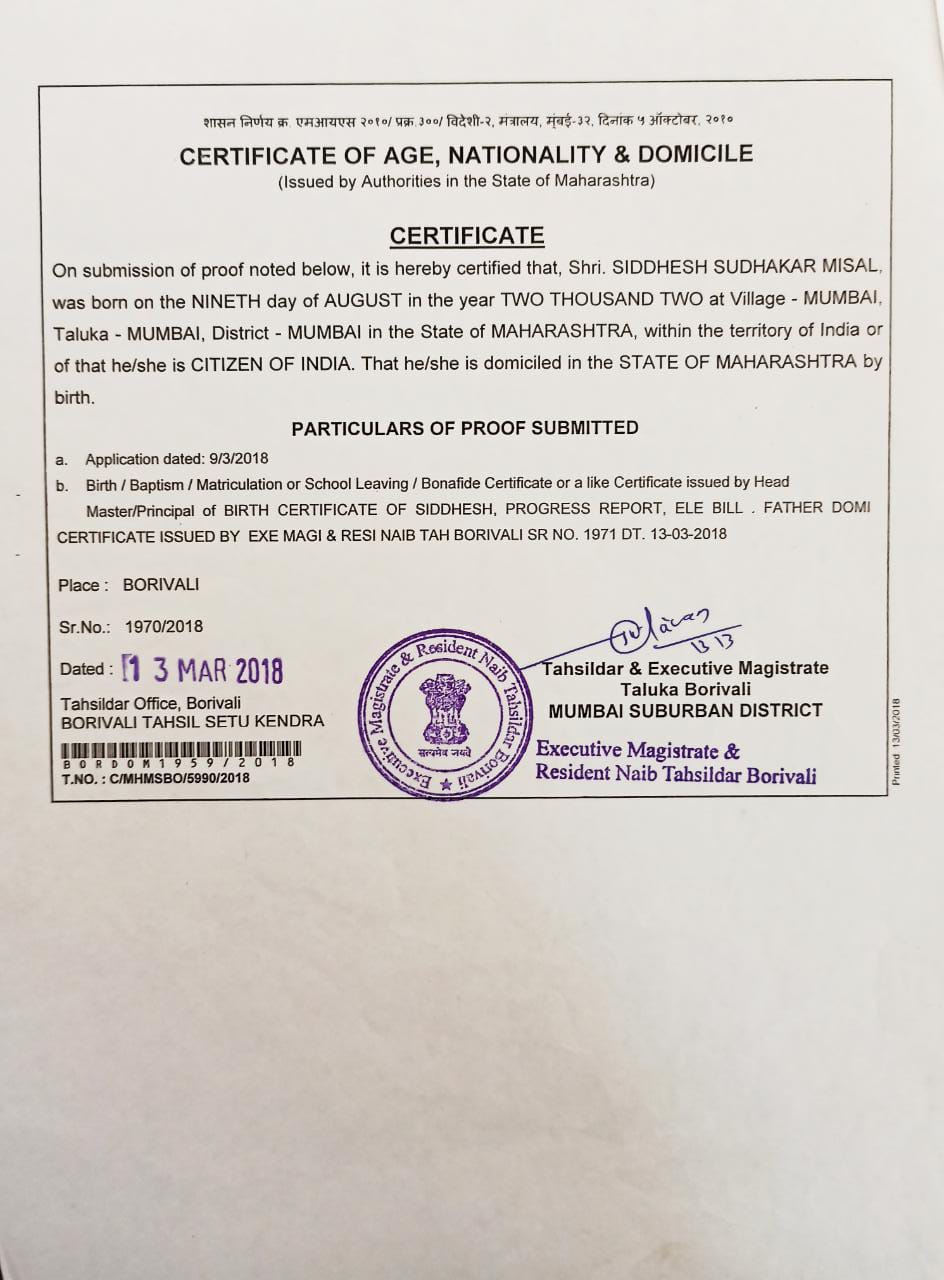 शासन निर्णय क्र. एमआयएस २०१०/ प्रक्र.३००/ विदेशी-२, मंत्रालय, मुंबई-३२, दिनांक ५ ऑक्टोबर, २०१०
CERTIFICATE OF AGE, NATIONALITY & DOMICILE
(Issued by Authorities in the State of Maharashtra)
CERTIFICATE
On submission of proof noted below, it is hereby certified that, Shri. SIDDHESH SUDHAKAR MISAL,
was born on the NINETH day of AUGUST in the year TWO THOUSAND TWO at Village - MUMBAI,
Taluka - MUMBAI, District - MUMBAI in the State of MAHARASHTRA, within the territory of India or
of that he/she is CITIZEN OF INDIA. That he/she is domiciled in the STATE OF MAHARASHTRA by
birth.
PARTICULARS OF PROOF SUBMITTED
a. Application dated: 9/3/2018
b. Birth / Baptism / Matriculation or School Leaving / Bonafide Certificate or a like Certificate issued by Head
Master/Principal of BIRTH CERTIFICATE OF SIDDHESH, PROGRESS REPORT, ELE BILL . FATHER DOMI
CERTIFICATE ISSUED BY EXE MAGI & RESI NAIB TAH BORIVALI SR NO. 1971 DT. 13-03-2018
Place : BORIVALI
Sr.No.: 1970/2018
Dated : 13 MAR 2018
Tahsildar Office, Borivali
BORIVALI TAHSIL SETU KENDRA
BORDOM1959/2018
T.NO. : C/MHMSBO/5990/2018
Executive Magistrate & Resident Naib Tahsildar Borivali
सत्यमेव जयते
13/3
Tahsildar & Executive Magistrate
Taluka Borivali
MUMBAI SUBURBAN DISTRICT
Executive Magistrate &
Resident Naib Tahsildar Borivali
Printed 13/03/2018